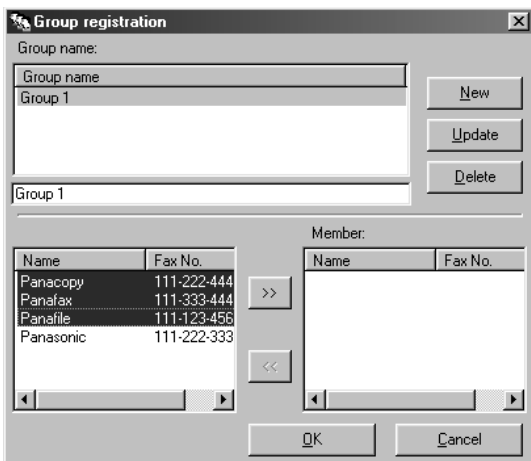 Group registration
Group name:
Group name
Group 1
New
Update
Delete
Group 1
Member:
Name Fax No.
Panacopy 111-222-444
Panafax 111-333-444
Panafile 111-123-456
Panasonic 111-222-333
>>
<<
Name Fax No.
OK Cancel